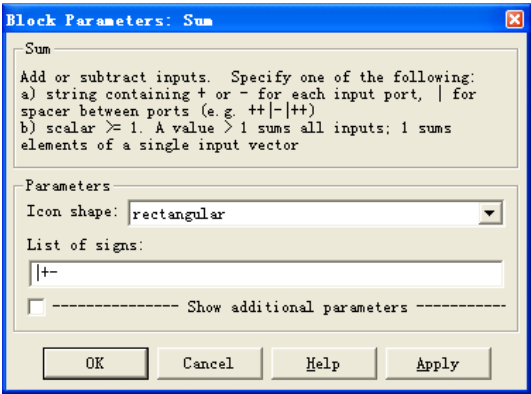 Block Parameters: Sum
Sum
Add or subtract inputs. Specify one of the following:
a) string containing + or - for each input port, | for
spacer between ports (e.g. ++|-|++)
b) scalar >= 1. A value > 1 sums all inputs; 1 sums
elements of a single input vector
Parameters
Icon shape: rectangular
List of signs:
|+-
--------------- Show additional parameters -----------
OK Cancel Help Apply